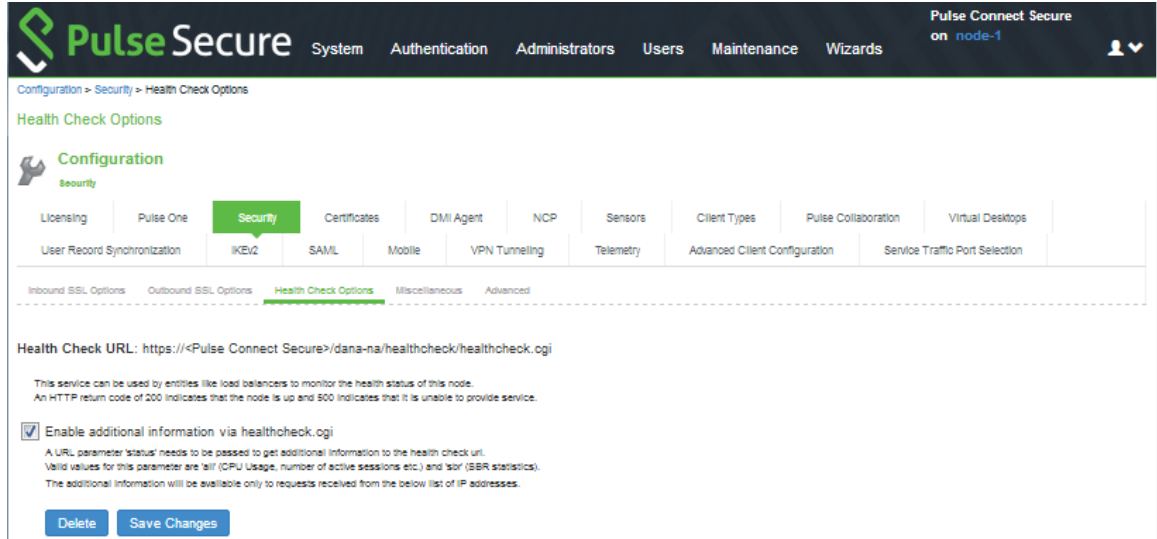 Pulse Secure
System Authentication Administrators Users Maintenance Wizards
Pulse Connect Secure
on node-1
Configuration > Security > Health Check Options
Health Check Options
Configuration
Security
Licensing Pulse One Security Certificates DMI Agent NCP Sensors Client Types Pulse Collaboration Virtual Desktops
User Record Synchronization IKEv2 SAML Mobile VPN Tunneling Telemetry Advanced Client Configuration Service Traffic Port Selection
Inbound SSL Options Outbound SSL Options Health Check Options Miscellaneous Advanced
Health Check URL: https://<Pulse Connect Secure>/dana-na/healthcheck/healthcheck.cgi
This service can be used by entities like load balancers to monitor the health status of this node.
An HTTP return code of 200 indicates that the node is up and 500 indicates that it is unable to provide service.
Enable additional information via healthcheck.cgi
A URL parameter 'status' needs to be passed to get additional information to the health check url.
Valid values for this parameter are 'all' (CPU Usage, number of active sessions etc.) and 'sbr' (SBR statistics).
The additional information will be available only to requests received from the below list of IP addresses.
Delete Save Changes